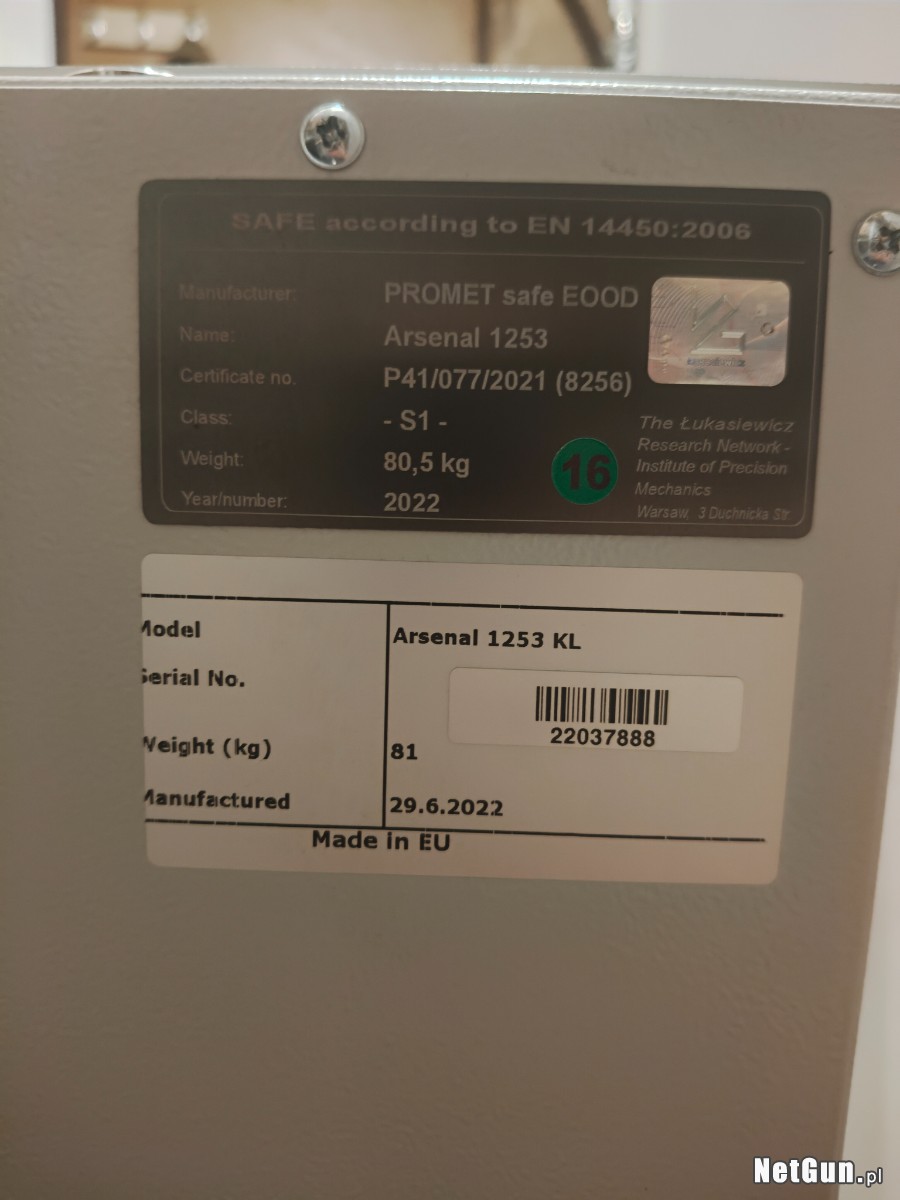 SAFE according to EN 14450:2006
Manufacturer: PROMET safe EOOD
Name: Arsenal 1253
Certificate no. P41/077/2021 (8256)
Class: - S1 -
Weight: 80,5 kg
Year/number: 2022
16
The Łukasiewicz
Research Network -
Institute of Precision
Mechanics
Warsaw, 3 Duchnicka Str
Model Arsenal 1253 KL
Serial No.
22037888
Weight (kg) 81
Manufactured 29.6.2022
Made in EU
NetGun.pl